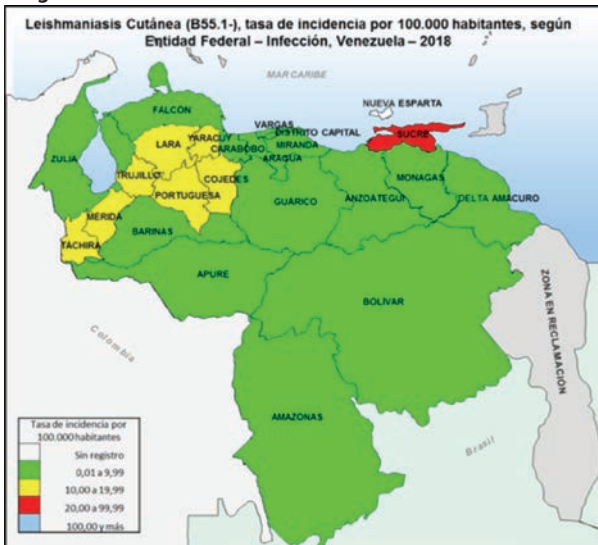 Leishmaniasis Cutánea (B55.1-), tasa de incidencia por 100.000 habitantes, según
Entidad Federal – Infección, Venezuela – 2018
MAR CARIBE
NUEVA ESPARTA
FALCÓN
VARGAS
DISTRITO CAPITAL
SUCRE
LARA
YARACUY
CARABOBO
MIRANDA
ARAGUA
ZULIA
TRUJILLO
COJEDES
MONAGAS
PORTUGUESA
GUÁRICO
ANZOATEGUI
DELTA AMACURO
MERIDA
TACHIRA
BARINAS
APURE
BOLIVAR
ZONA EN RECLAMACIÓN
Colombia
AMAZONAS
Brasil
Tasa de incidencia por
100.000 habitantes
Sin registro
0,01 a 9,99
10,00 a 19,99
20,00 a 99,99
100,00 y más